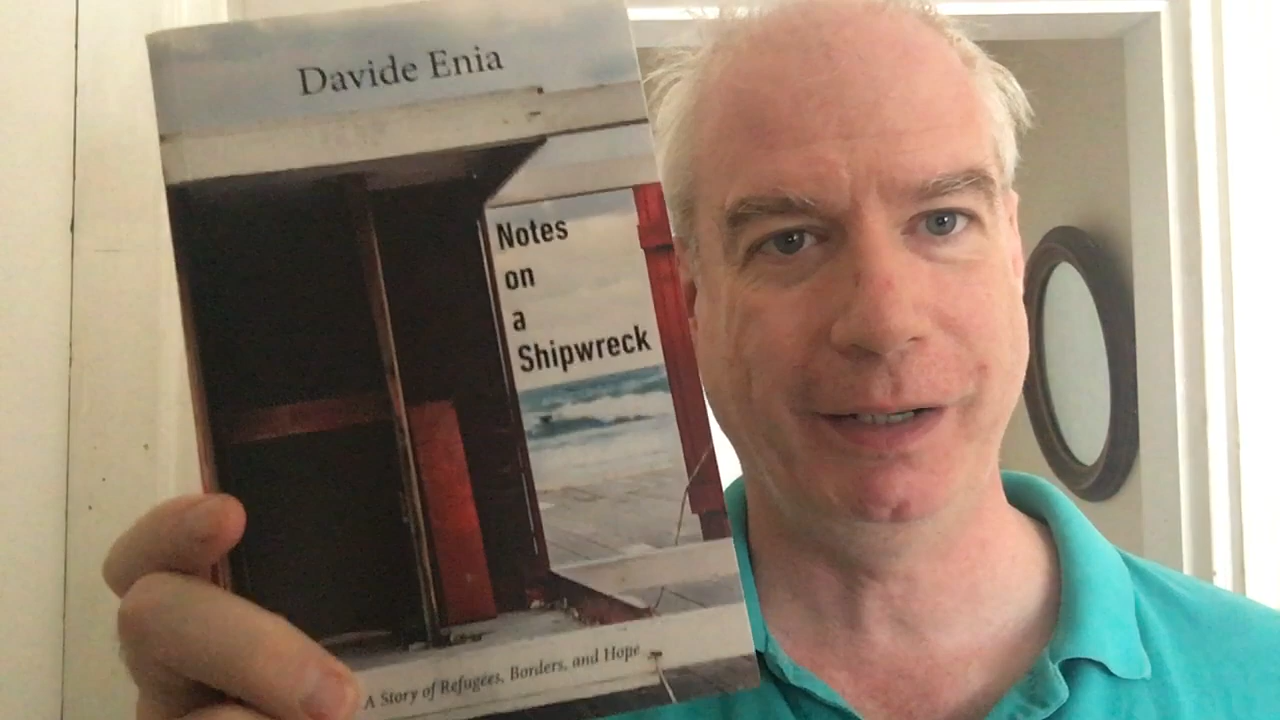 Davide Enia
Notes
on
a
Shipwreck
A Story of Refugees, Borders, and Hope